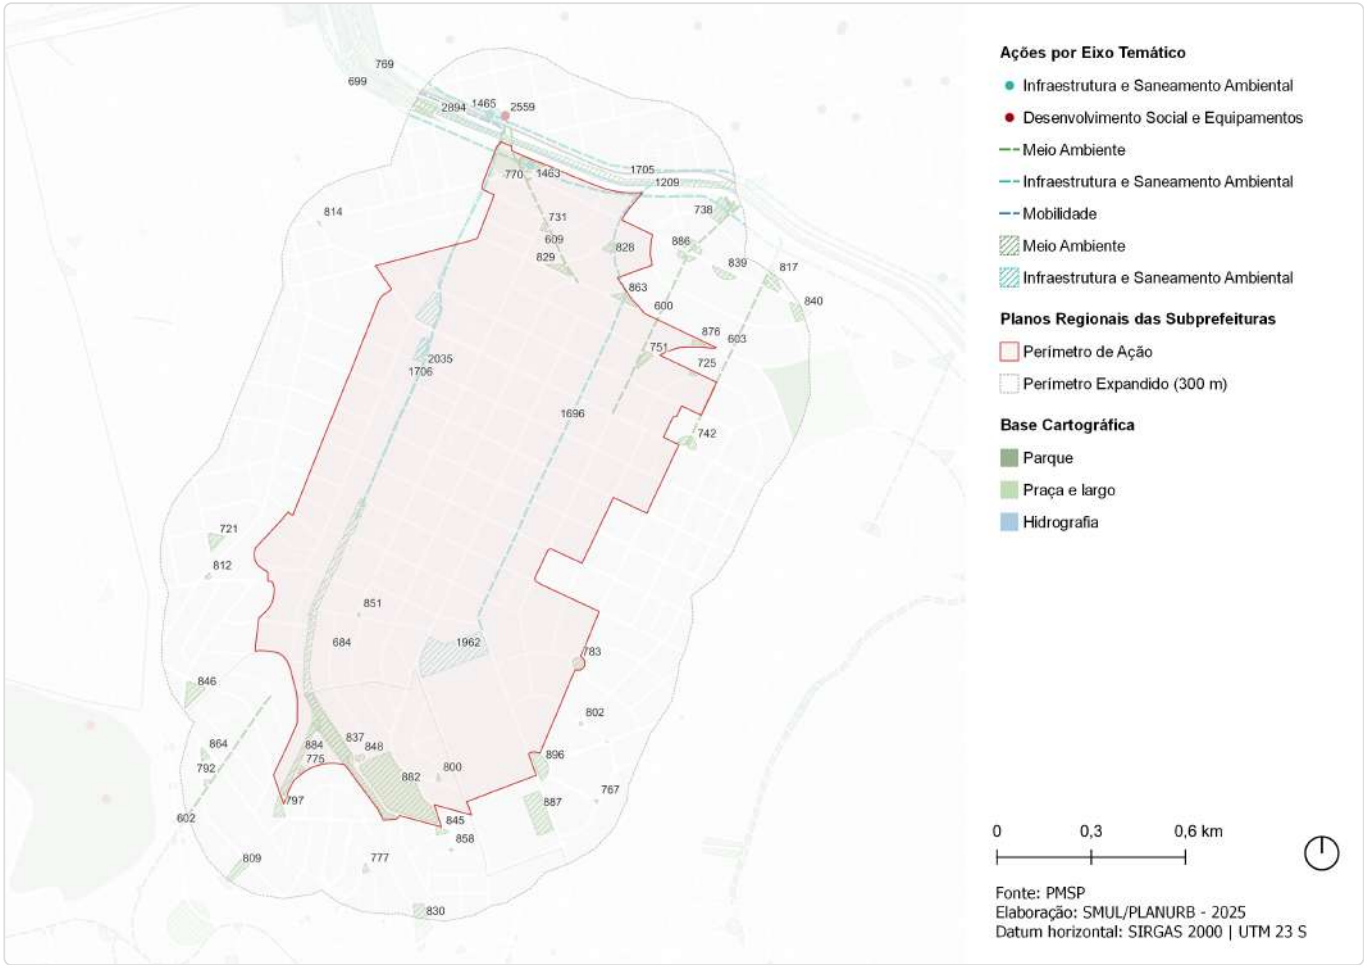 769
699
2894
1465
2559
770
1463
1705
1209
814
731
738
609
828
886
829
839
817
863
840
600
876
603
751
725
2035
1706
1696
742
721
812
851
684
1962
783
846
802
864
884
837
848
775
792
882
800
896
797
887
767
602
845
858
809
777
830
Ações por Eixo Temático
Infraestrutura e Saneamento Ambiental
Desenvolvimento Social e Equipamentos
Meio Ambiente
Infraestrutura e Saneamento Ambiental
Mobilidade
Meio Ambiente
Infraestrutura e Saneamento Ambiental
Planos Regionais das Subprefeituras
Perímetro de Ação
Perímetro Expandido (300 m)
Base Cartográfica
Parque
Praça e largo
Hidrografia
0 0,3 0,6 km
Fonte: PMSP
Elaboração: SMUL/PLANURB - 2025
Datum horizontal: SIRGAS 2000 | UTM 23 S